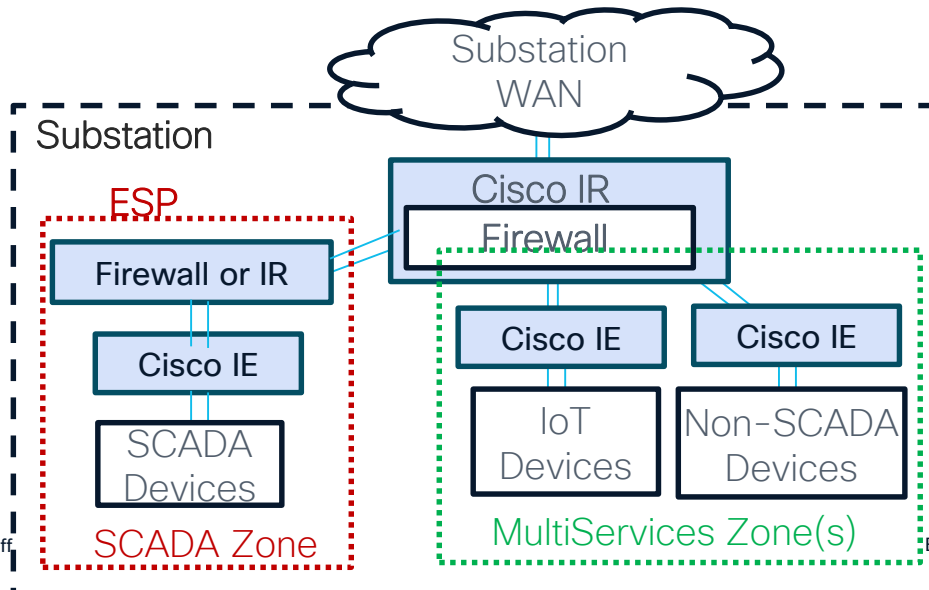 Substation
WAN
Substation
Cisco IR
Firewall
ESP
Firewall or IR
Cisco IE
SCADA
Devices
SCADA Zone
Cisco IE
Cisco IE
IoT
Devices
Non-SCADA
Devices
MultiServices Zone(s)